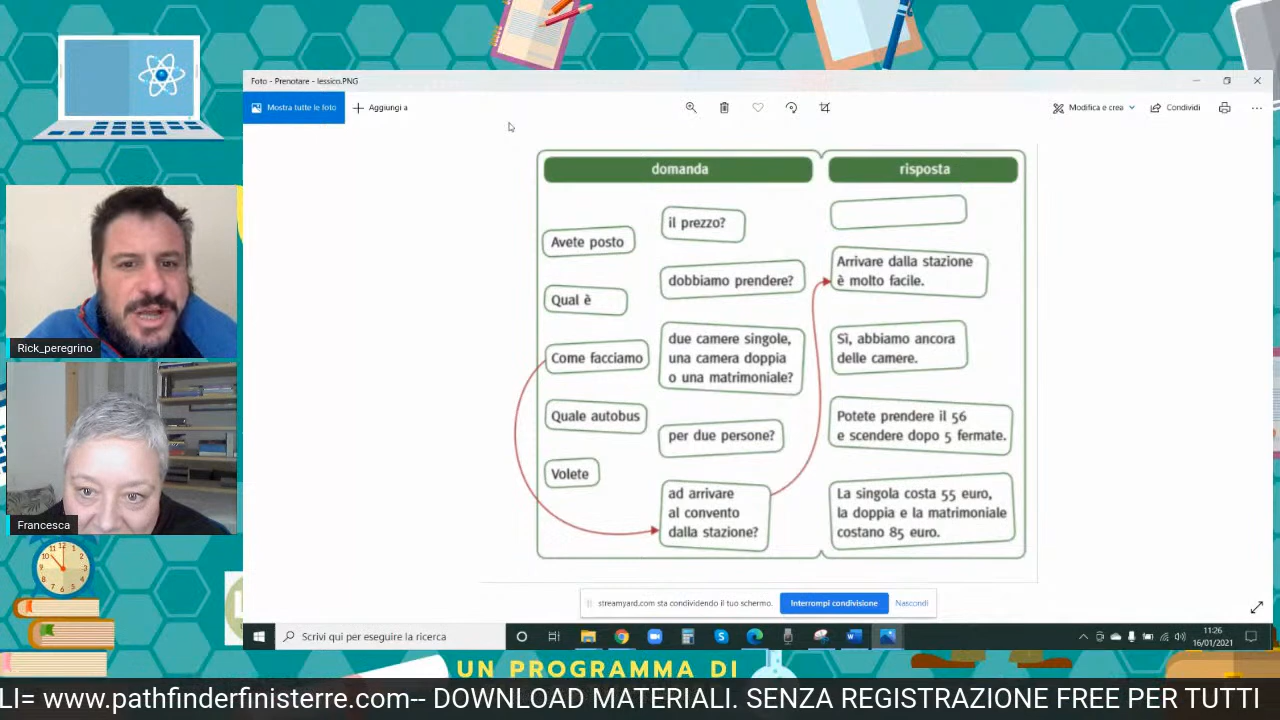 Foto - Prenotare - lessico.PNG
Mostra tutte le foto
Aggiungi a
Modifica e crea
Condividi
domanda
risposta
Avete posto
Qual è
Come facciamo
Quale autobus
Volete
il prezzo?
dobbiamo prendere?
due camere singole,
una camera doppia
o una matrimoniale?
per due persone?
ad arrivare
al convento
dalla stazione?
Arrivare dalla stazione
è molto facile.
Sì, abbiamo ancora
delle camere.
Potete prendere il 56
e scendere dopo 5 fermate.
La singola costa 55 euro,
la doppia e la matrimoniale
costano 85 euro.
Rick_peregrino
Francesca
streamyard.com sta condividendo il tuo schermo.
Interrompi condivisione
Nascondi
Scrivi qui per eseguire la ricerca
11:26
16/01/2021
UN PROGRAMMA DI
LI= www.pathfinderfinisterre.com-- DOWNLOAD MATERIALI. SENZA REGISTRAZIONE FREE PER TUTTI